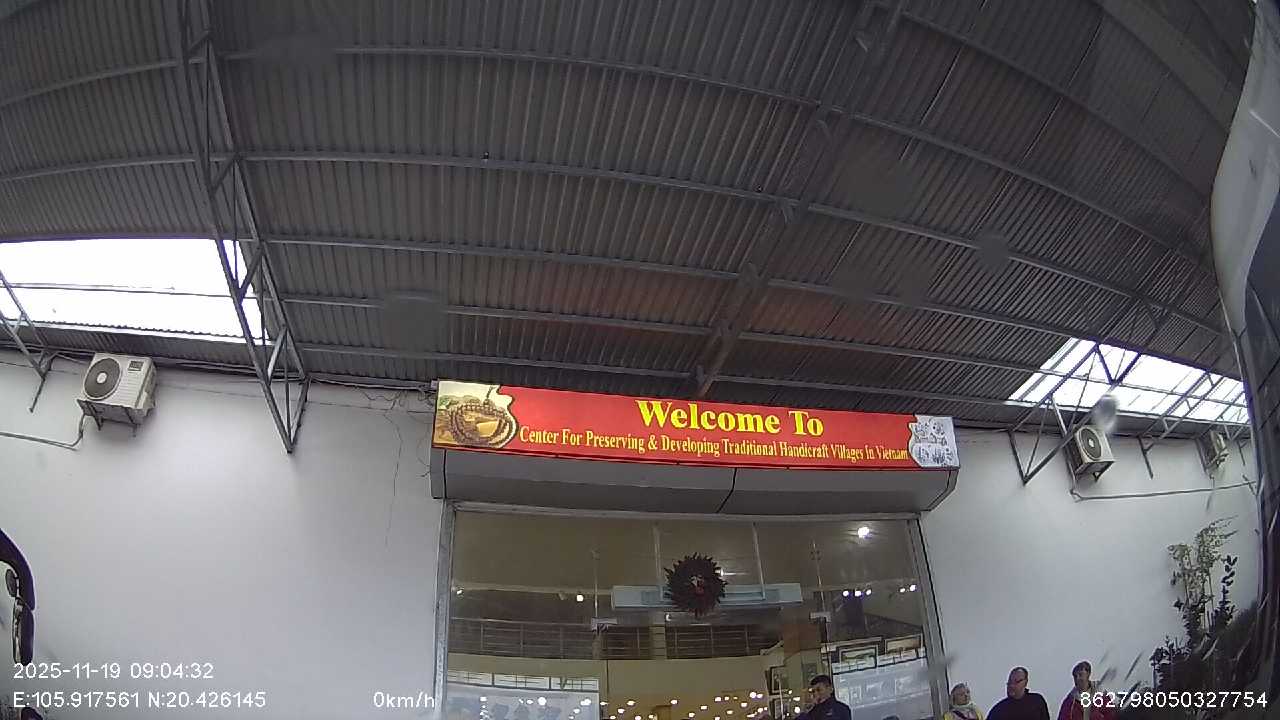 Welcome To
Center For Preserving & Developing Traditional Handicraft Villages In Vietnam
2025-11-19 09:04:32
E:105.917561 N:20.426145
0km/h
862798050327754